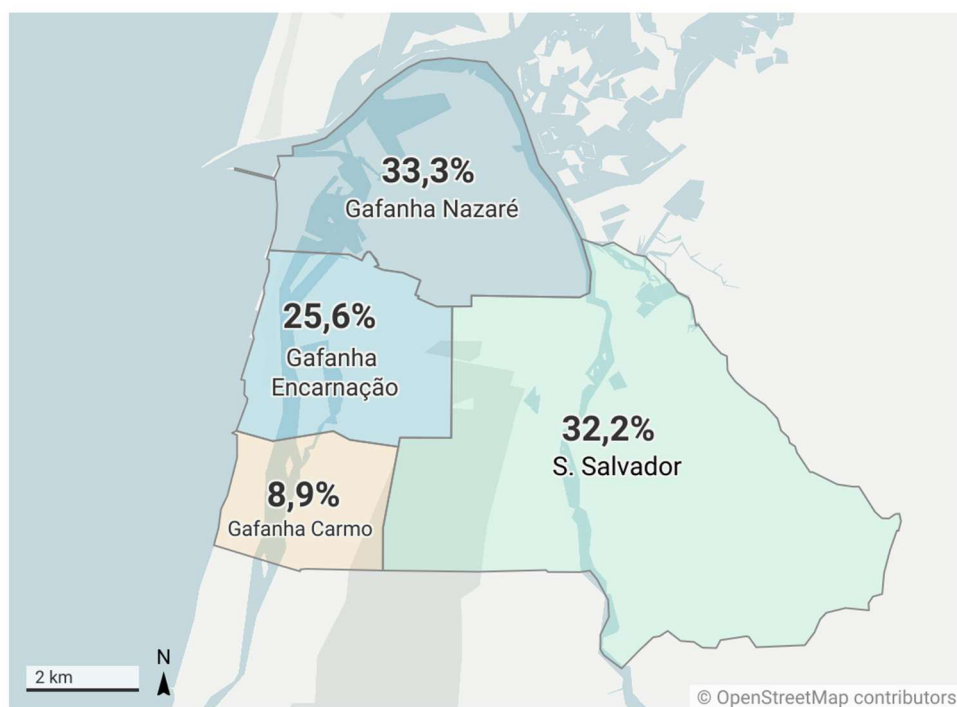 33,3%
Gafanha Nazaré
25,6%
Gafanha
Encarnação
32,2%
S. Salvador
8,9%
Gafanha Carmo
2 km
N
© OpenStreetMap contributors